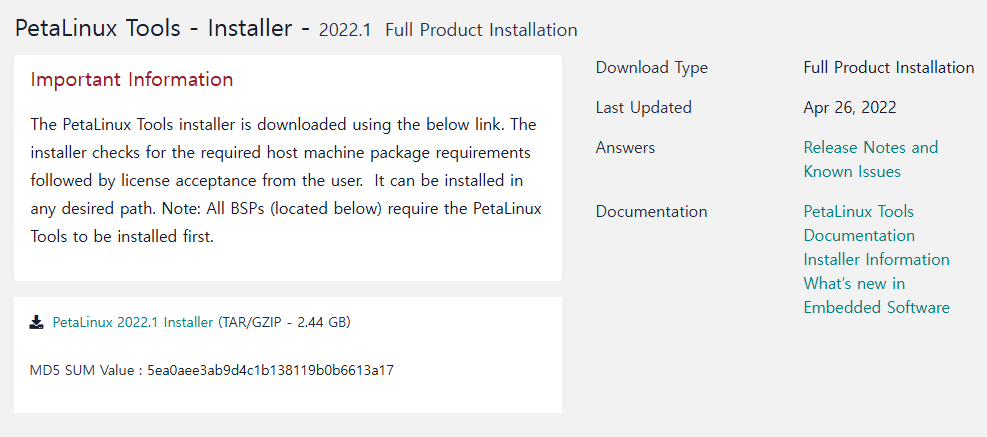 PetaLinux Tools - Installer - 2022.1 Full Product Installation
Important Information
The PetaLinux Tools installer is downloaded using the below link. The
installer checks for the required host machine package requirements
followed by license acceptance from the user.  It can be installed in
any desired path. Note: All BSPs (located below) require the PetaLinux
Tools to be installed first.
PetaLinux 2022.1 Installer (TAR/GZIP - 2.44 GB)
MD5 SUM Value : 5ea0aee3ab9d4c1b138119b0b6613a17
Download Type Full Product Installation
Last Updated Apr 26, 2022
Answers Release Notes and
Known Issues
Documentation PetaLinux Tools
Documentation
Installer Information
What's new in
Embedded Software